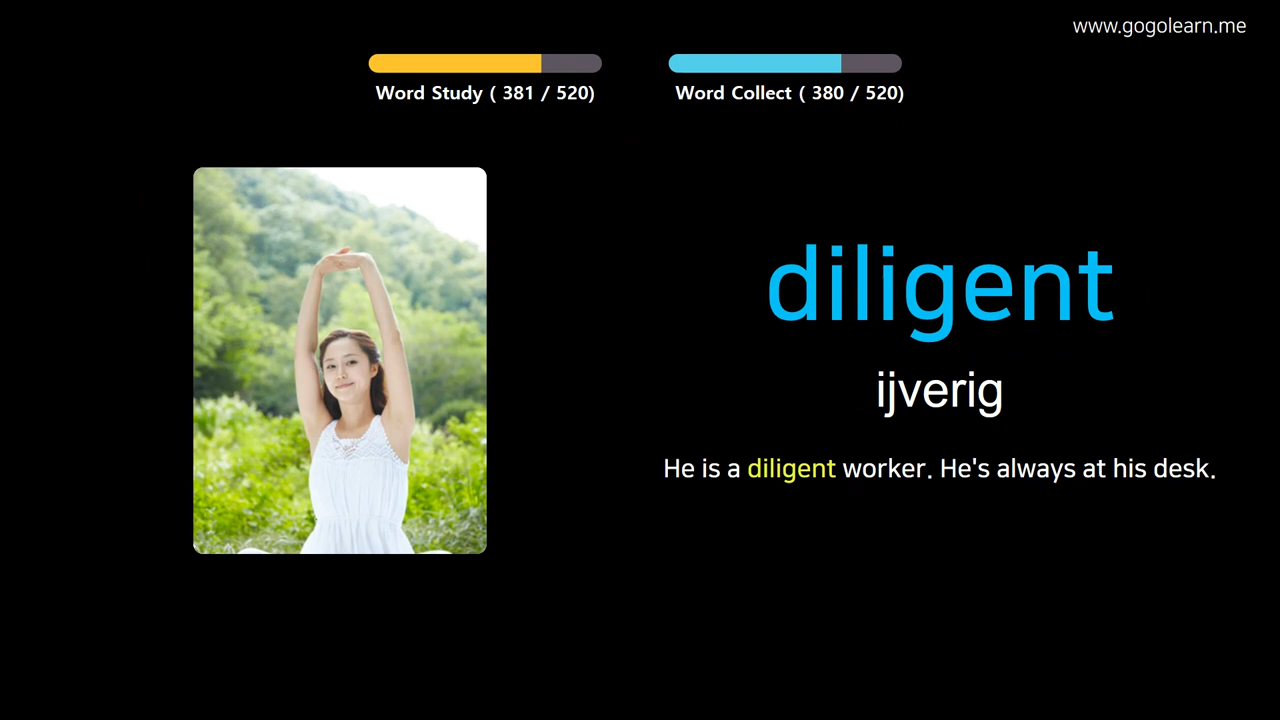 www.gogolearn.me
Word Study ( 381 / 520)
Word Collect ( 380 / 520)
diligent
ijverig
He is a diligent worker. He's always at his desk.